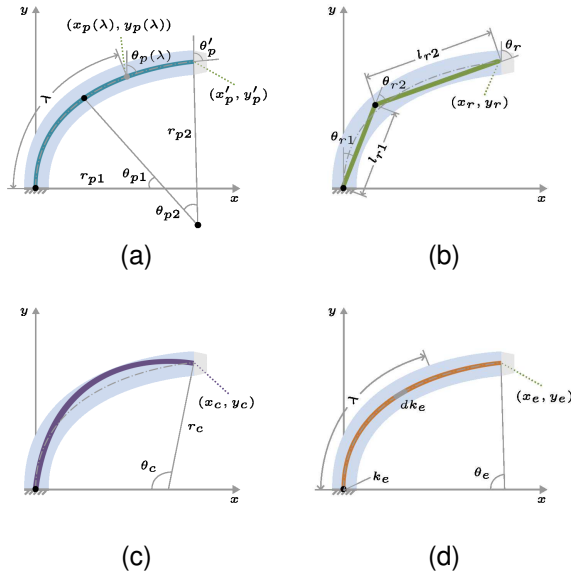 y
(x_p(λ), y_p(λ))
θ_p(λ)
θ'_p
λ
(x'_p, y'_p)
r_p2
r_p1
θ_p1
θ_p2
x
(a)
y
l_r2
θ_r
θ_r2
(x_r, y_r)
θ_r1
l_r1
x
(b)
y
(x_c, y_c)
r_c
θ_c
x
(c)
y
λ
(x_e, y_e)
dk_e
θ_e
k_e
x
(d)